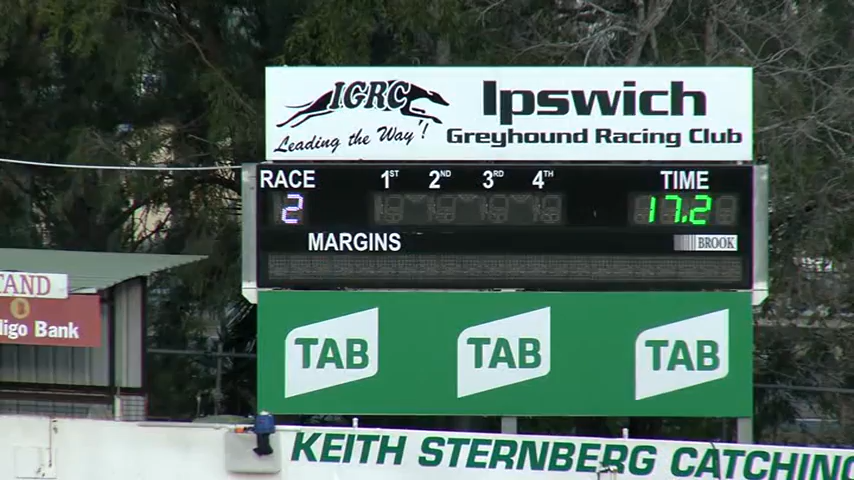 IGRC
Leading the Way'!
Ipswich
Greyhound Racing Club
RACE 1ST 2ND 3RD 4TH TIME
2 17.2
MARGINS BROOK
TAB TAB TAB
TAND
digo Bank
KEITH STERNBERG CATCHING